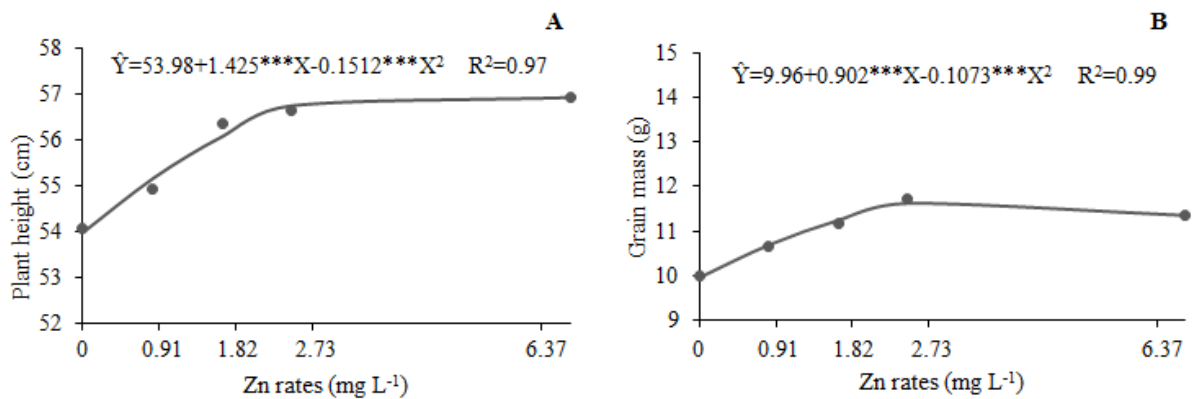 A
Ŷ=53.98+1.425***X-0.1512***X² R²=0.97
Plant height (cm)
58
57
56
55
54
53
52
0 0.91 1.82 2.73 6.37
Zn rates (mg L⁻¹)
B
Ŷ=9.96+0.902***X-0.1073***X² R²=0.99
Grain mass (g)
15
14
13
12
11
10
9
0 0.91 1.82 2.73 6.37
Zn rates (mg L⁻¹)